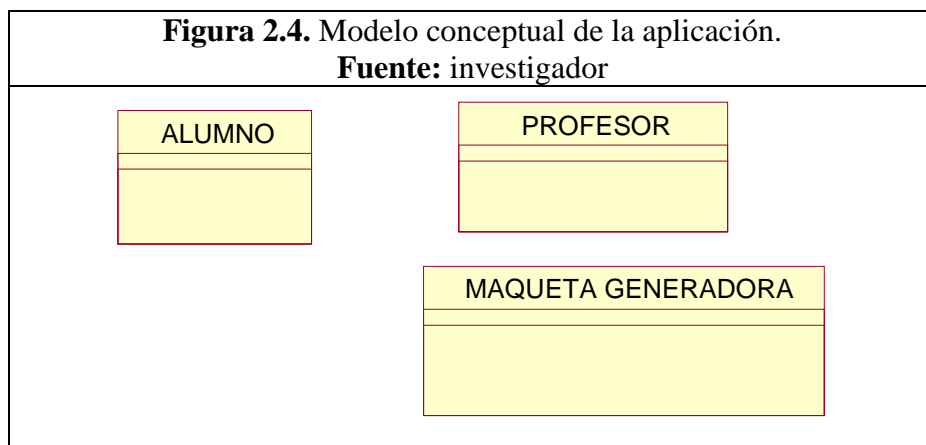 Figura 2.4. Modelo conceptual de la aplicación.
Fuente: investigador
ALUMNO
PROFESOR
MAQUETA GENERADORA